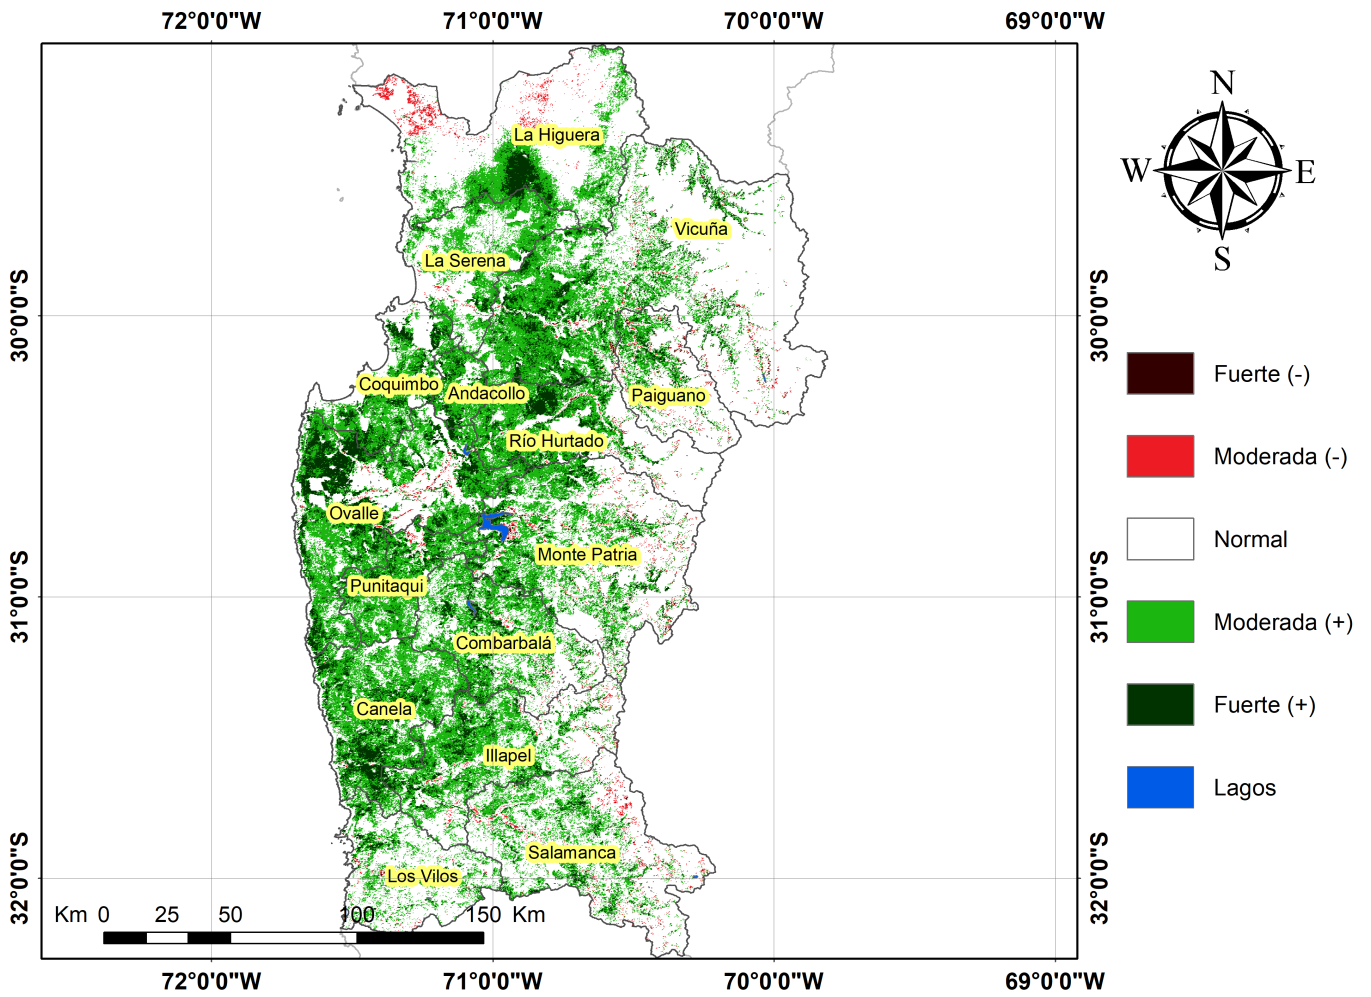 72°0'0"W 71°0'0"W 70°0'0"W 69°0'0"W
N
W E
S
30°0'0"S 30°0'0"S
31°0'0"S 31°0'0"S
32°0'0"S 32°0'0"S
La Higuera
Vicuña
La Serena
Coquimbo
Andacollo
Paiguano
Río Hurtado
Ovalle
Monte Patria
Punitaqui
Combarbalá
Canela
Illapel
Salamanca
Los Vilos
Fuerte (-)
Moderada (-)
Normal
Moderada (+)
Fuerte (+)
Lagos
Km 0 25 50 100 150 Km
72°0'0"W 71°0'0"W 70°0'0"W 69°0'0"W